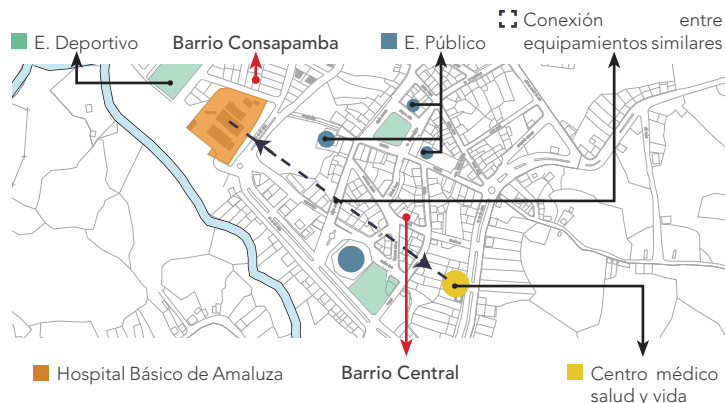 E. Deportivo
Barrio Consapamba
E. Público
Conexión entre
equipamientos similares
Hospital Básico de Amaluza
Barrio Central
Centro médico
salud y vida